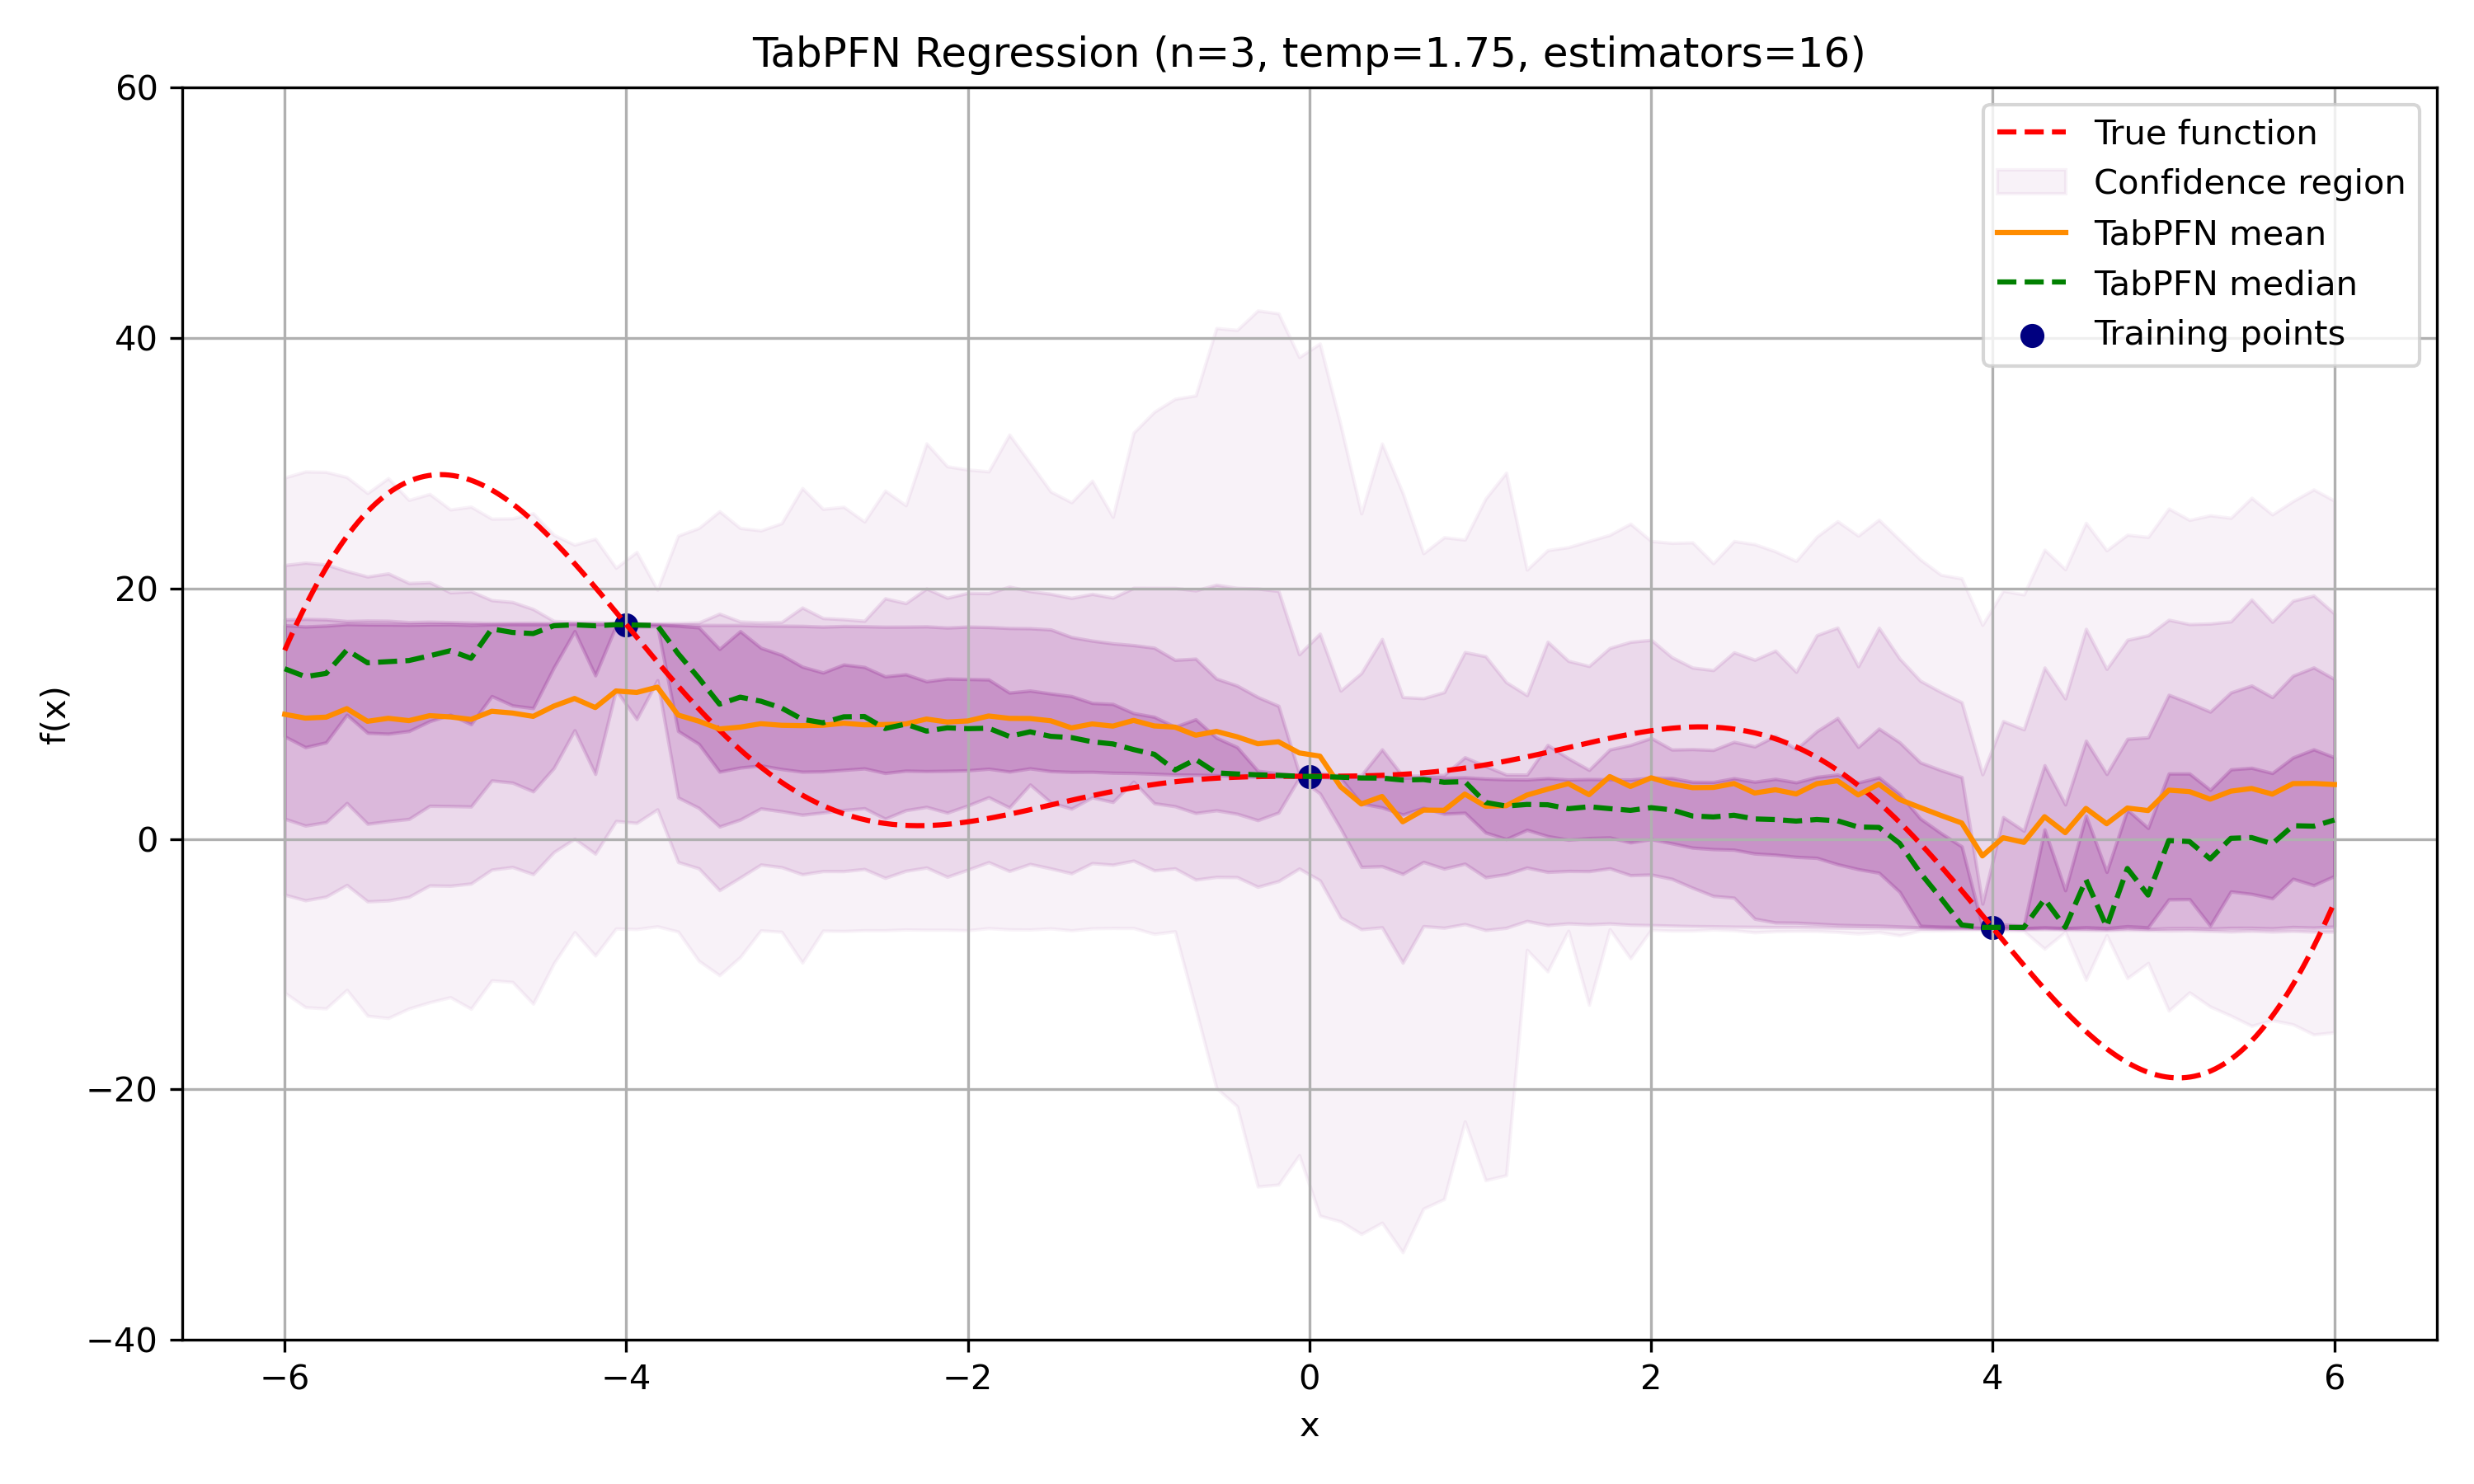 TabPFN Regression (n=3, temp=1.75, estimators=16)
True function
Confidence region
TabPFN mean
TabPFN median
Training points
60
40
20
0
−20
−40
f(x)
−6
−4
−2
0
2
4
6
x